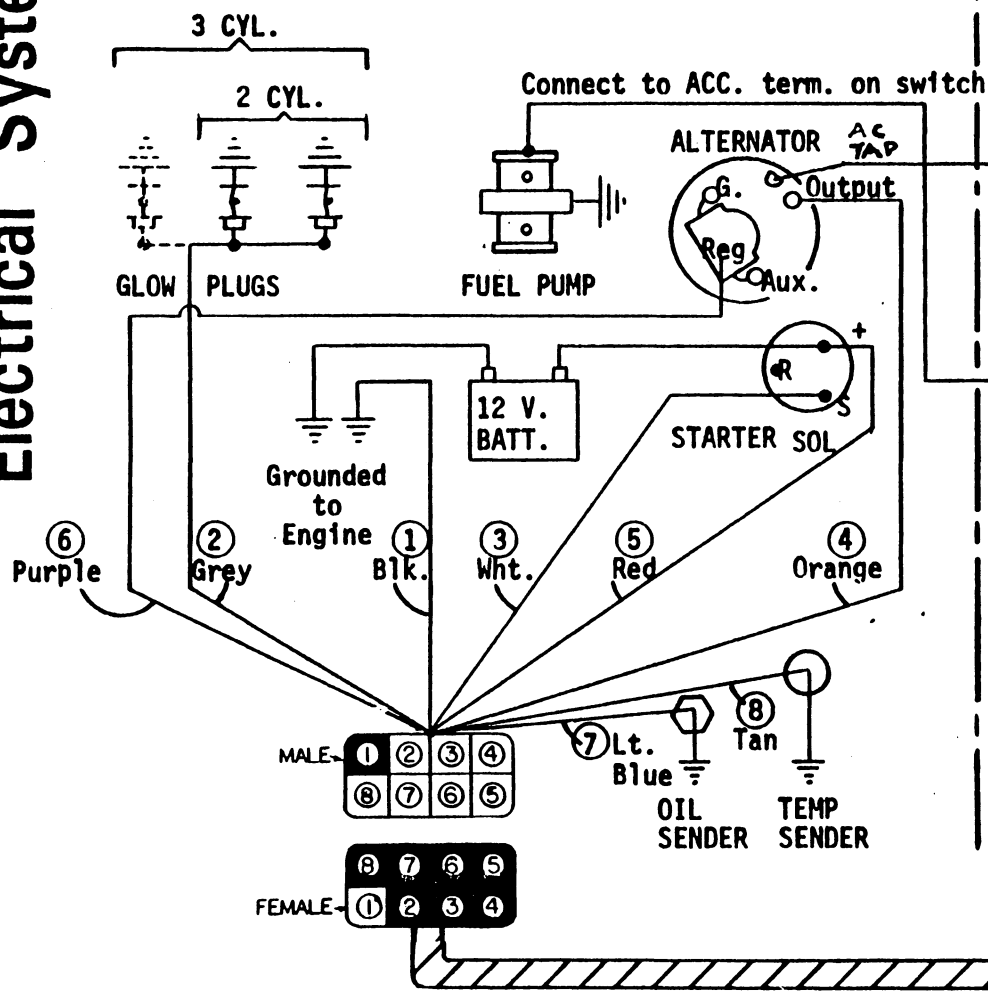 Electrical Syste
3 CYL.
2 CYL.
Connect to ACC. term. on switch
ALTERNATOR
AC
TAP
G.
Output
Reg
Aux.
GLOW PLUGS
FUEL PUMP
+
R
S
12 V.
BATT.
STARTER SOL
Grounded
to
Engine
6
Purple
2
Grey
1
Blk.
3
Wht.
5
Red
4
Orange
8
Tan
7 Lt.
Blue
OIL
SENDER
TEMP
SENDER
MALE
1 2 3 4
8 7 6 5
8 7 6 5
FEMALE
1 2 3 4